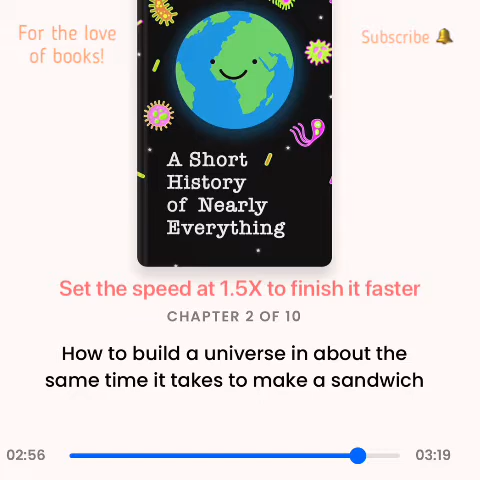 For the love
of books!
Subscribe 🔔
A Short
History
of Nearly
Everything
Set the speed at 1.5X to finish it faster
CHAPTER 2 OF 10
How to build a universe in about the
same time it takes to make a sandwich
02:56
03:19